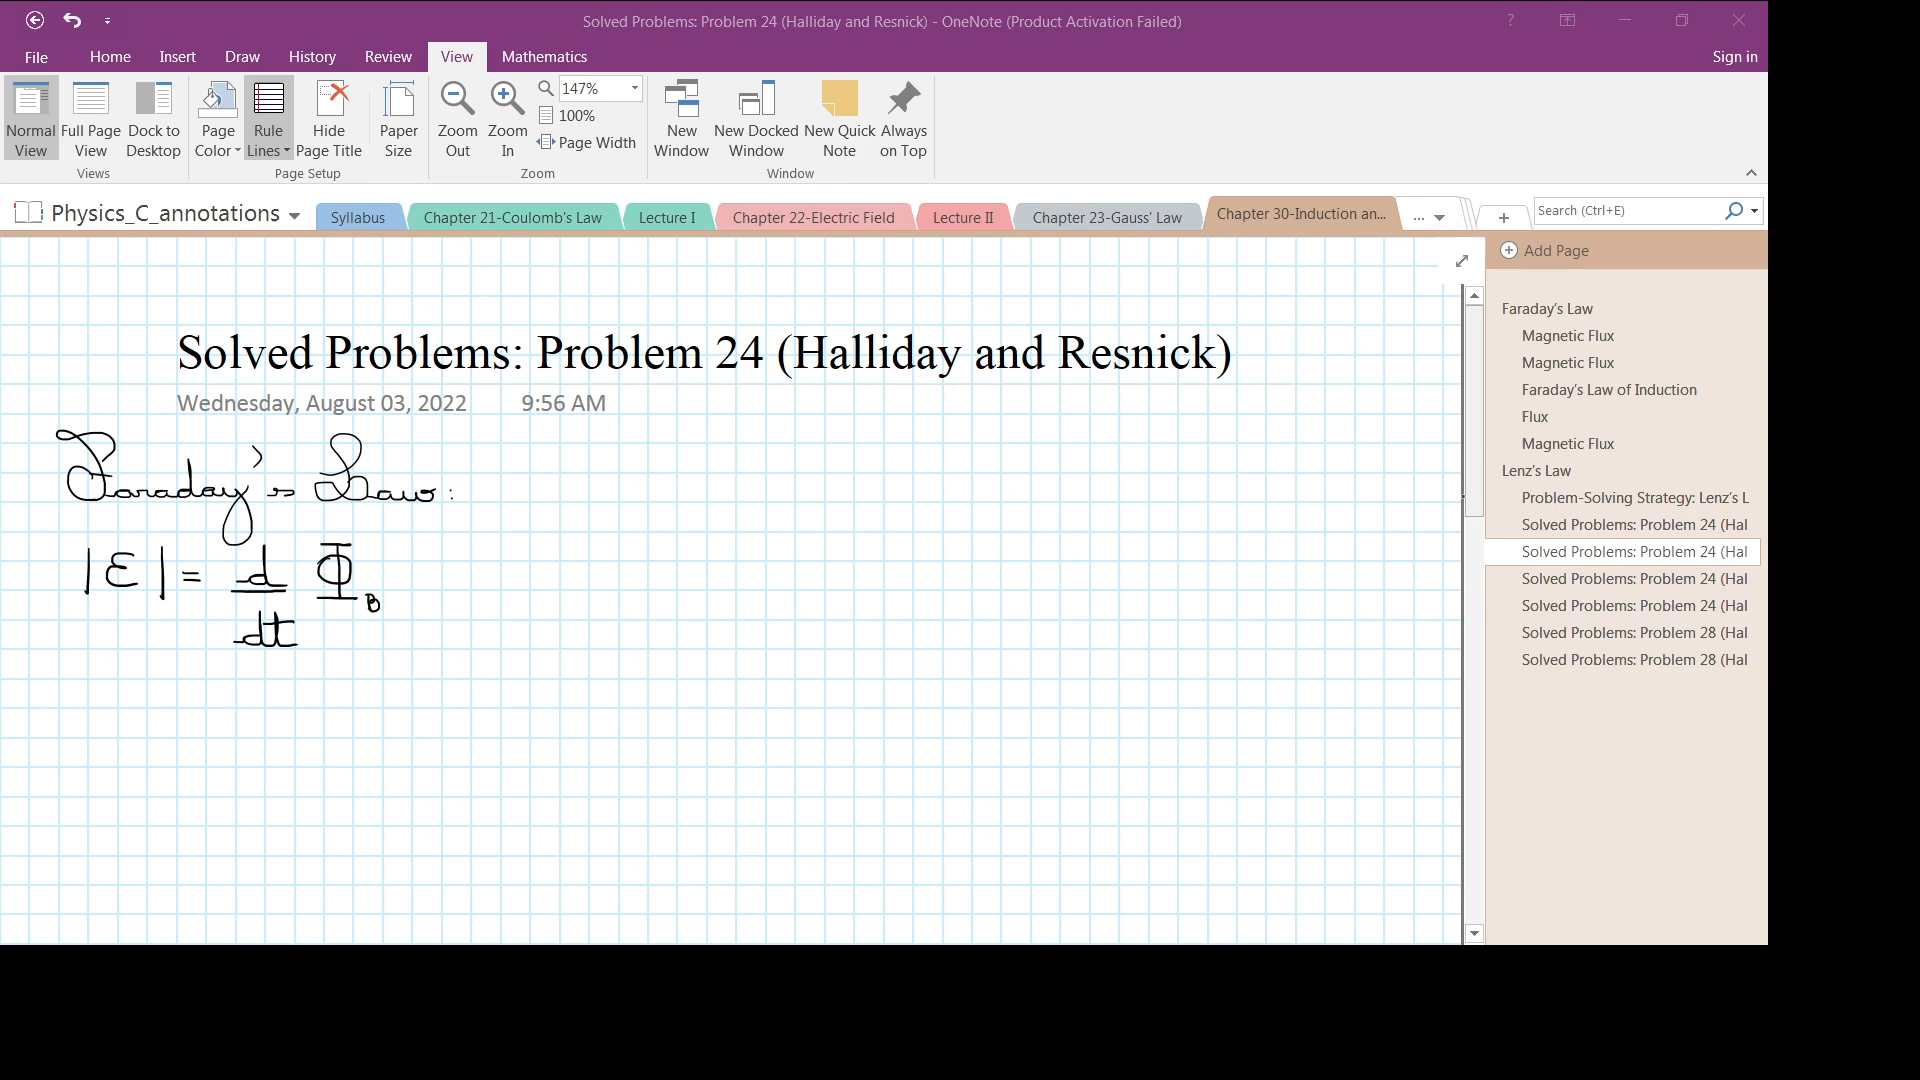 Solved Problems: Problem 24 (Halliday and Resnick) - OneNote (Product Activation Failed)
?
File Home Insert Draw History Review View Mathematics
Sign in
Normal View
Full Page View
Dock to Desktop
Views
Page Color
Rule Lines
Hide Page Title
Paper Size
Page Setup
Zoom Out
Zoom In
147%
100%
Page Width
Zoom
New Window
New Docked Window
New Quick Note
Always on Top
Window
Physics_C_annotations
Syllabus
Chapter 21-Coulomb's Law
Lecture I
Chapter 22-Electric Field
Lecture II
Chapter 23-Gauss' Law
Chapter 30-Induction an...
...
+
Search (Ctrl+E)
Add Page
Solved Problems: Problem 24 (Halliday and Resnick)
Wednesday, August 03, 2022 9:56 AM
Faraday's Law:
|ε| = d/dt Φ_B
Faraday's Law
Magnetic Flux
Magnetic Flux
Faraday's Law of Induction
Flux
Magnetic Flux
Lenz's Law
Problem-Solving Strategy: Lenz's L
Solved Problems: Problem 24 (Hal
Solved Problems: Problem 24 (Hal
Solved Problems: Problem 24 (Hal
Solved Problems: Problem 24 (Hal
Solved Problems: Problem 28 (Hal
Solved Problems: Problem 28 (Hal